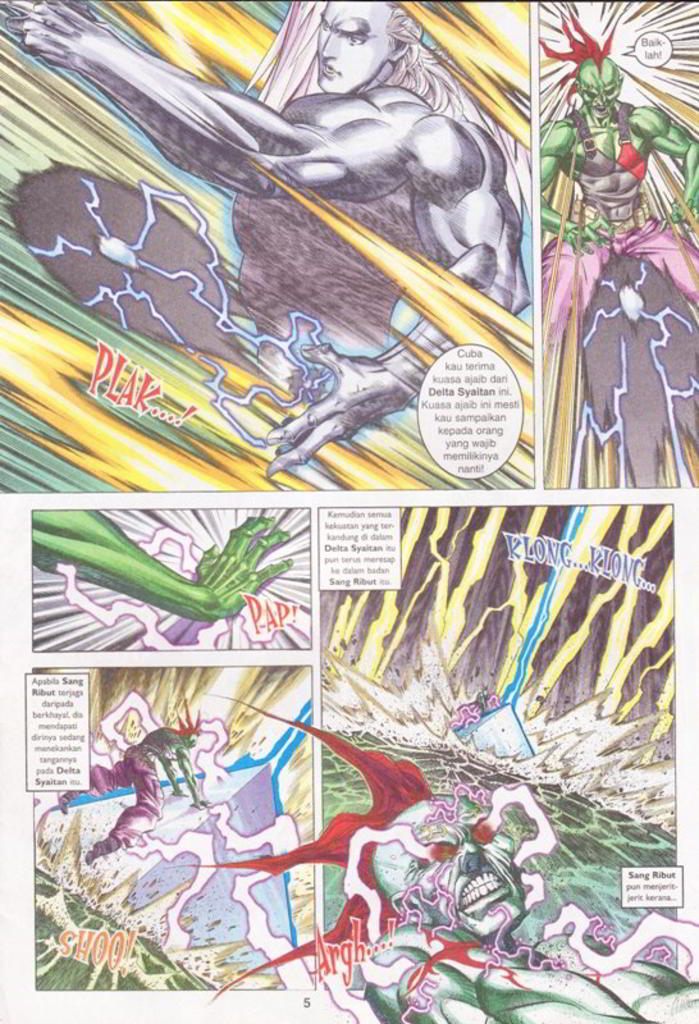 Cuba
kau terima
kuasa ajaib dari
Delta Syaitan ini.
Kuasa ajaib ini mesti
kau sampaikan
kepada orang
yang wajib
memilikinya
nanti!
PLAK....!
Baik-
lah!
PAP!
Kemudian semua
kekuatan yang ter-
kandung di dalam
Delta Syaitan itu
pun terus meresap
ke dalam badan
Sang Ribut itu.
KLONG...KLONG...
Apabila Sang
Ribut terjaga
daripada
berkhayal, dia
mendapati
dirinya sedang
menekankan
tangannya
pada Delta
Syaitan itu.
SHOO!
Sang Ribut
pun menjerit-
jerit kerana...
Argh....!
5